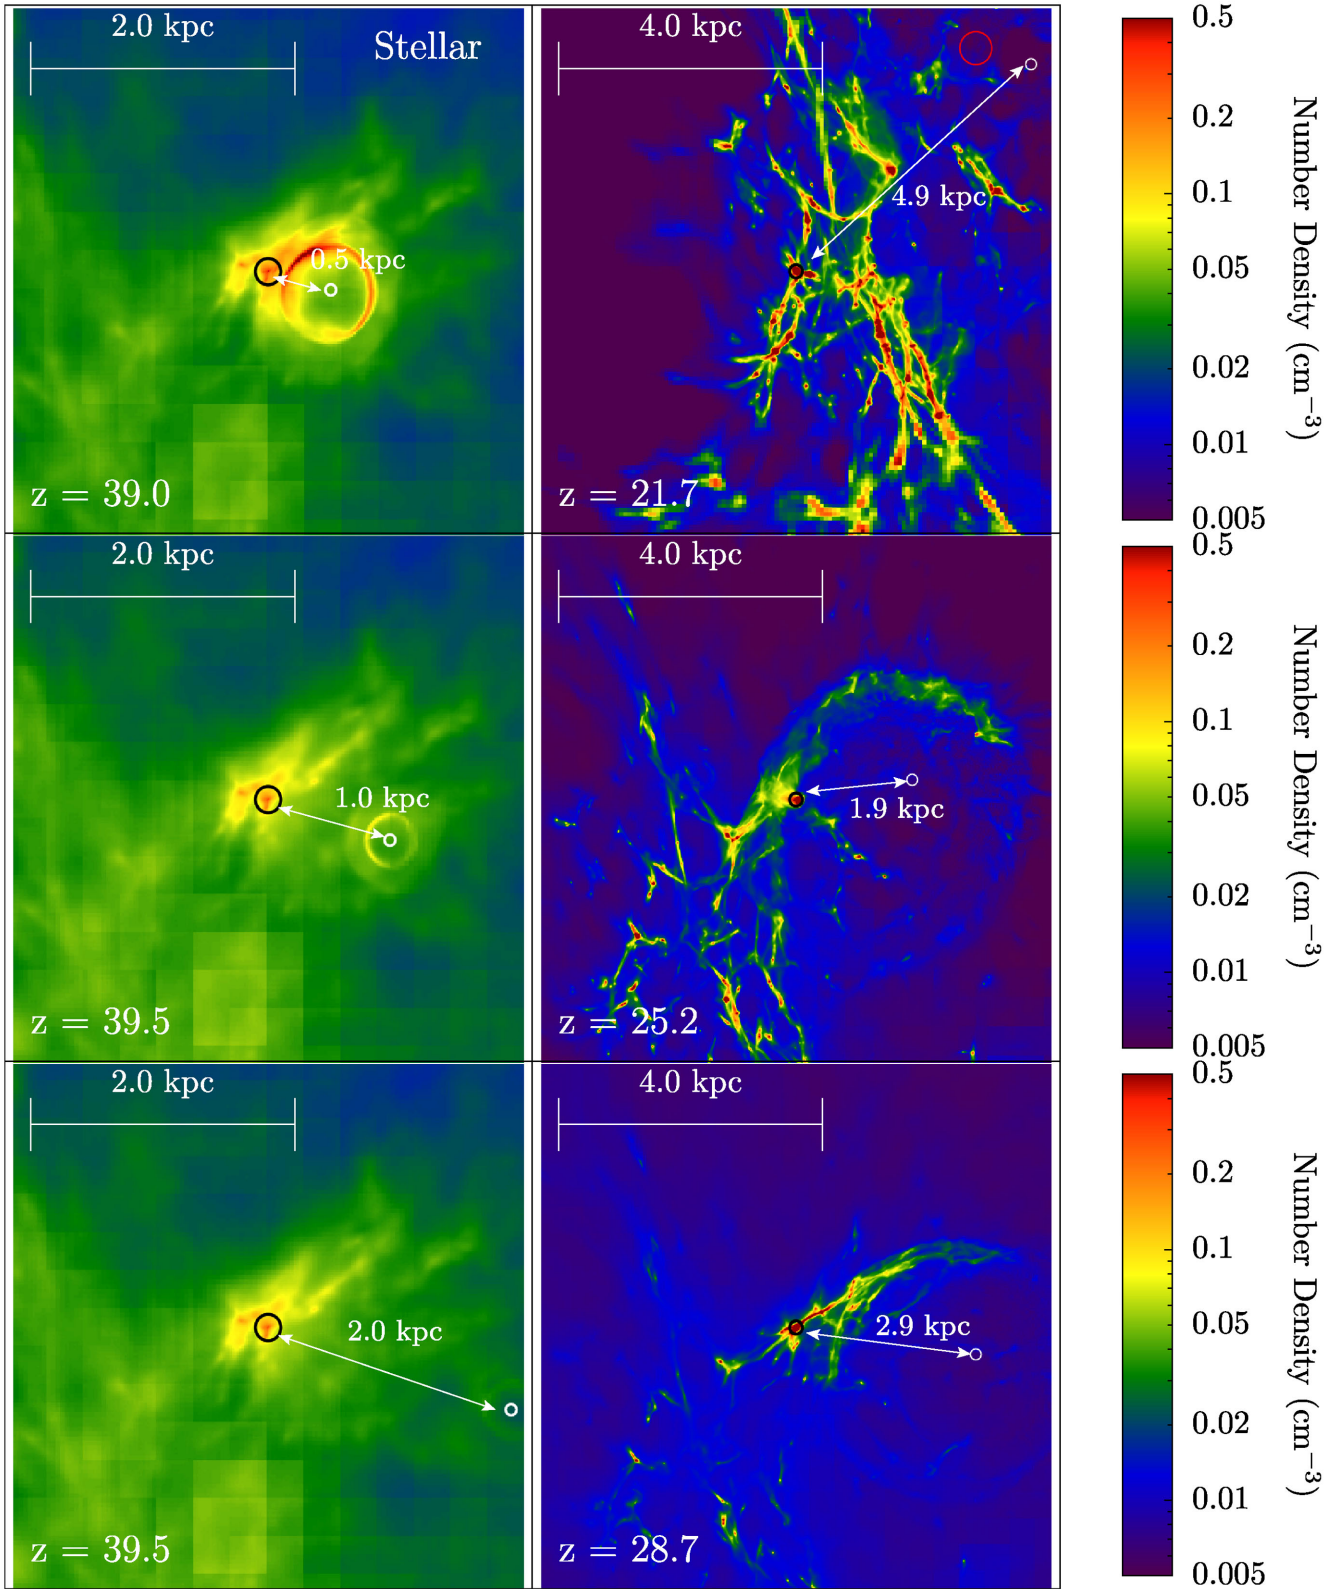 2.0 kpc
Stellar
0.5 kpc
z = 39.0
4.0 kpc
4.9 kpc
z = 21.7
0.5
0.2
0.1
0.05
0.02
0.01
0.005
Number Density (cm⁻³)
2.0 kpc
1.0 kpc
z = 39.5
4.0 kpc
1.9 kpc
z = 25.2
0.5
0.2
0.1
0.05
0.02
0.01
0.005
Number Density (cm⁻³)
2.0 kpc
2.0 kpc
z = 39.5
4.0 kpc
2.9 kpc
z = 28.7
0.5
0.2
0.1
0.05
0.02
0.01
0.005
Number Density (cm⁻³)